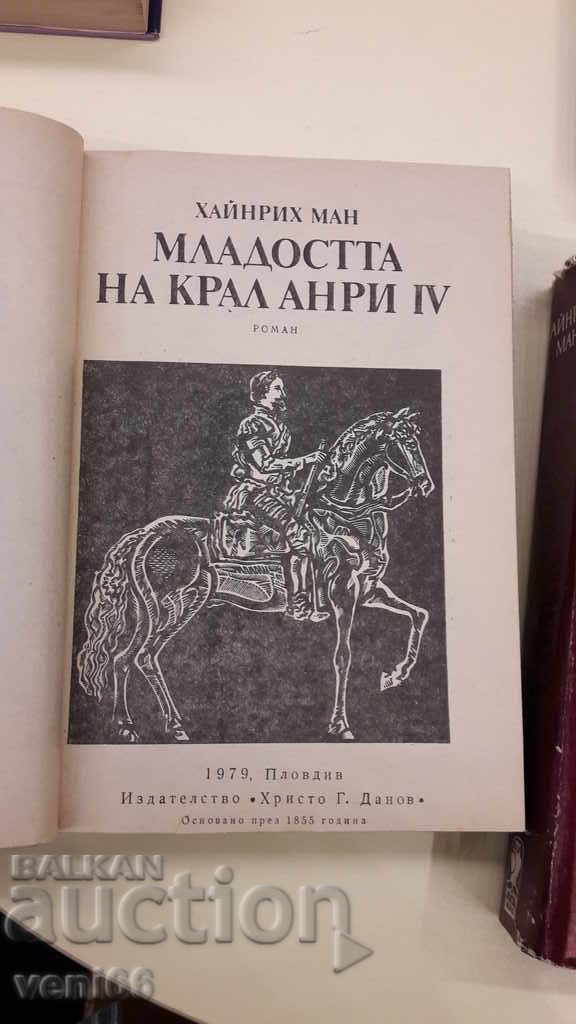 ХАЙНРИХ МАН
МЛАДОСТТА
НА КРАЛ АНРИ IV
РОМАН
1979, Пловдив
Издателство • Христо Г. Данов •
Основано през 1855 година
BALKAN
auction
veni66